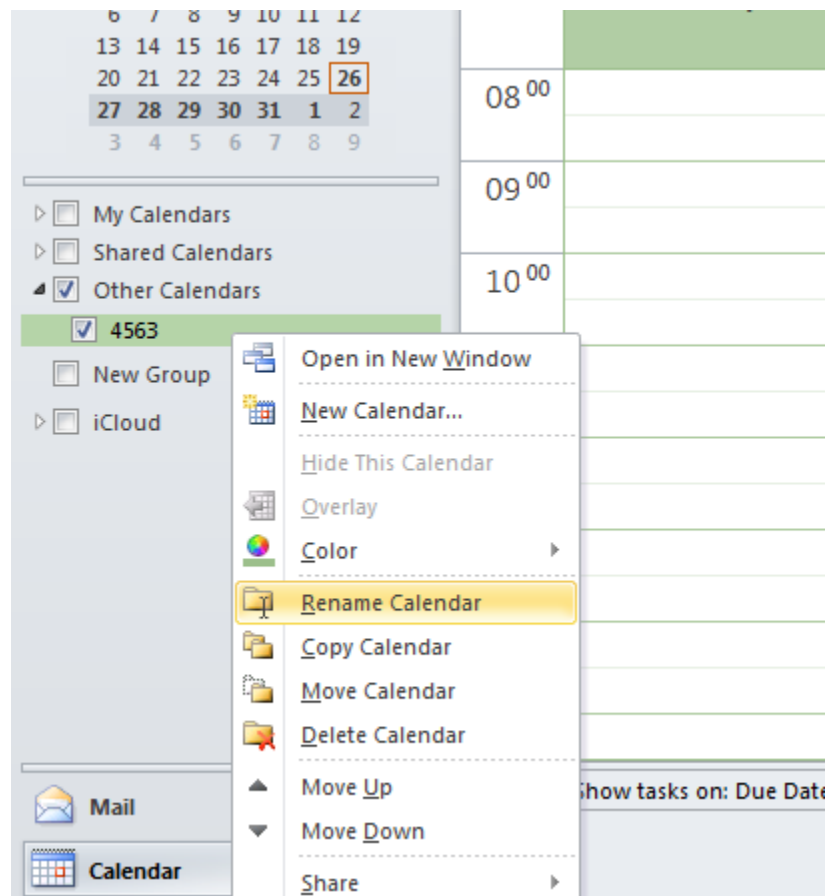 6 7 8 9 10 11 12
13 14 15 16 17 18 19
20 21 22 23 24 25 26
27 28 29 30 31 1 2
3 4 5 6 7 8 9
My Calendars
Shared Calendars
Other Calendars
4563
New Group
iCloud
Mail
Calendar
Open in New Window
New Calendar...
Hide This Calendar
Overlay
Color
Rename Calendar
Copy Calendar
Move Calendar
Delete Calendar
Move Up
Move Down
Share
08 00
09 00
10 00
Show tasks on: Due Date